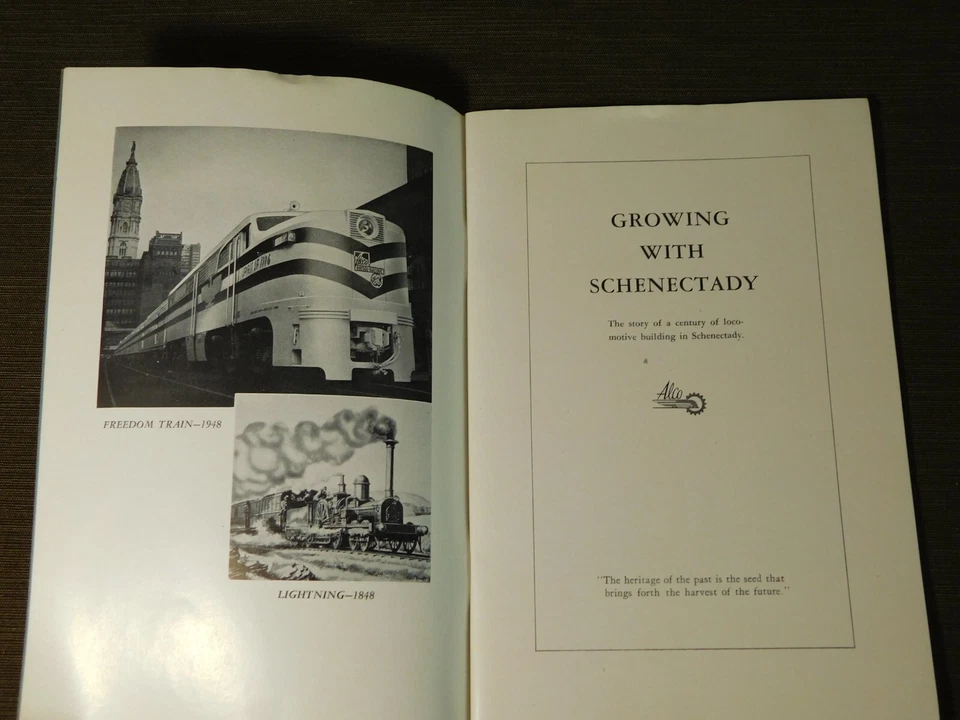 FREEDOM TRAIN—1948
LIGHTNING—1848
GROWING
WITH
SCHENECTADY
The story of a century of loco-
motive building in Schenectady.
Alco
"The heritage of the past is the seed that
brings forth the harvest of the future."